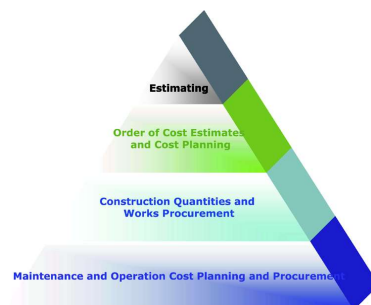 Estimating
Order of Cost Estimates
and Cost Planning
Construction Quantities and
Works Procurement
Maintenance and Operation Cost Planning and Procurement